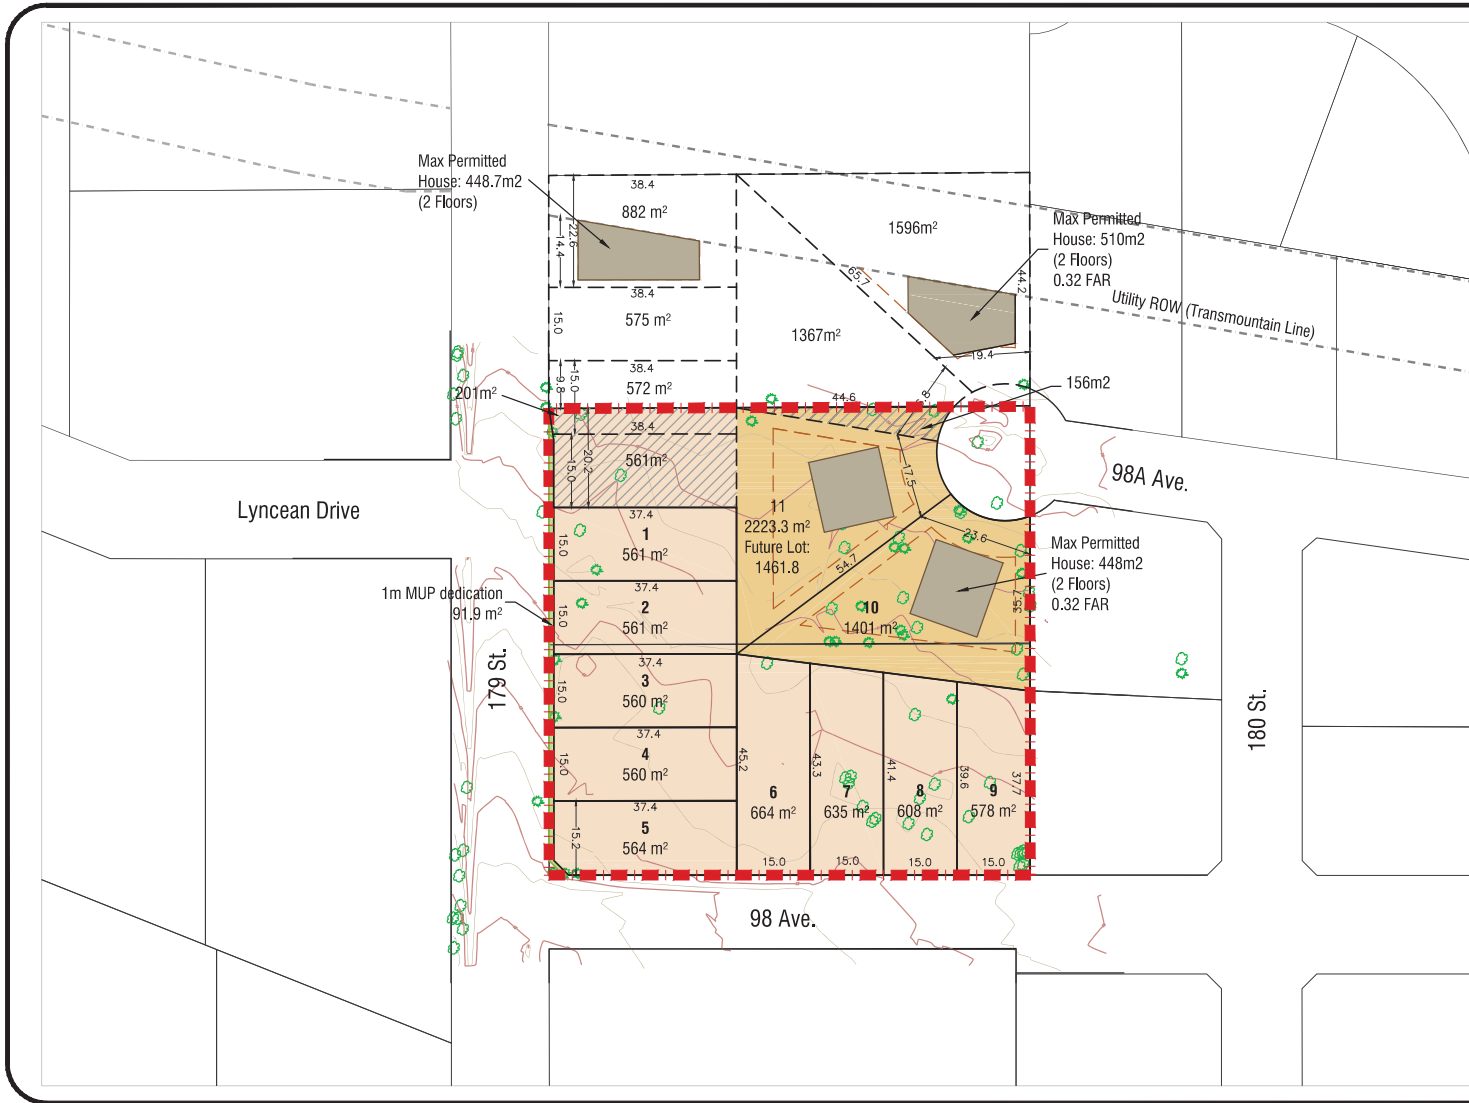 Max Permitted
House: 448.7m2
(2 Floors)
38.4
882 m²
22.6
14.4
1596m²
Max Permitted
House: 510m2
(2 Floors)
0.32 FAR
44.2
65.7
Utility ROW (Transmountain Line)
38.4
575 m²
15.0
1367m²
19.4
38.4
572 m²
15.0
9.8
201m²
44.6
156m2
38.4
561m²
20.2
15.0
17.5
98A Ave.
Lyncean Drive
11
2223.3 m²
Future Lot:
1461.8
37.4
1
561 m²
15.0
23.6
54.7
Max Permitted
House: 448m2
(2 Floors)
0.32 FAR
35.7
1m MUP dedication
91.9 m²
37.4
2
561 m²
15.0
10
1401 m²
179 St.
37.4
3
560 m²
15.0
180 St.
37.4
4
560 m²
15.0
45.2
43.3
41.4
39.6
37.7
37.4
5
564 m²
15.2
6
664 m²
7
635 m²
8
608 m²
9
578 m²
15.0
15.0
15.0
15.0
98 Ave.